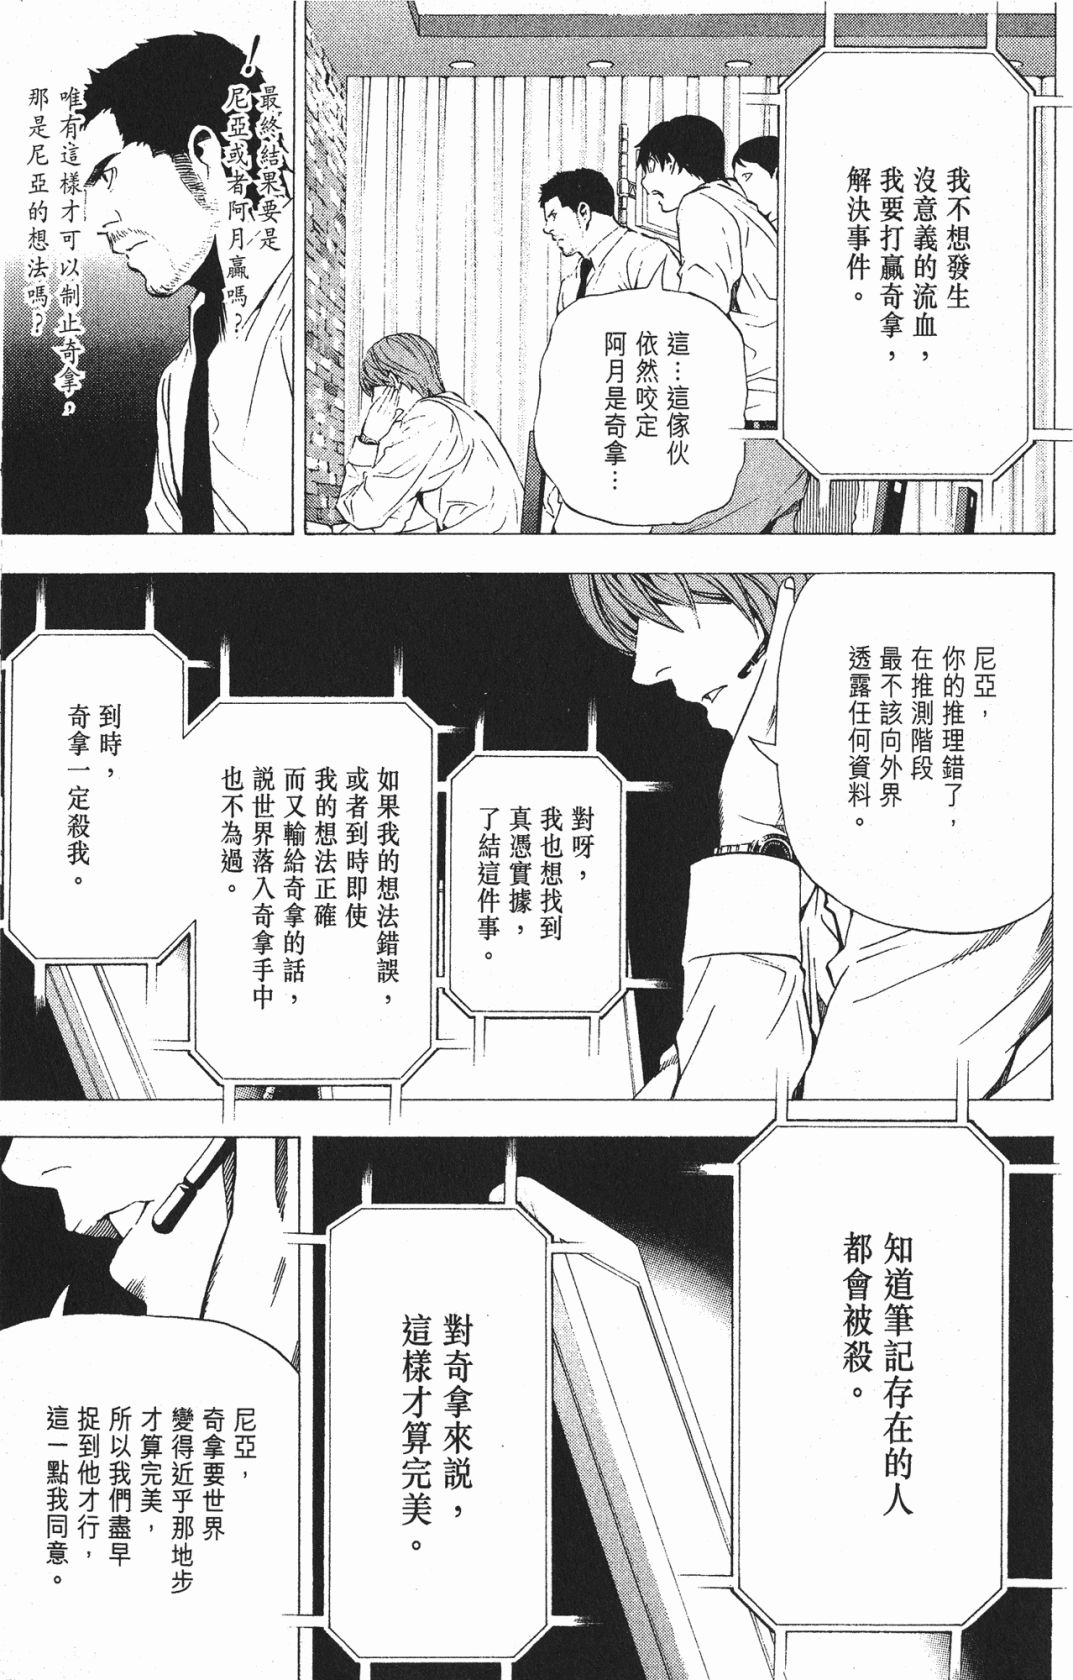 我不想發生
沒意義的流血，
我要打贏奇拿，
解決事件。
這…這傢伙
依然咬定
阿月是奇拿…
！
最終結果要是
尼亞或者阿月贏嗎？
唯有這樣才可以制止奇拿，
那是尼亞的想法嗎？
尼亞，
你的推理錯了，
在推測階段
最不該向外界
透露任何資料。
對呀，
我也想找到
真憑實據，
了結這件事。
如果我的想法錯誤，
或者到時即使
我的想法正確
而又輸給奇拿的話，
說世界落入奇拿手中
也不為過。
到時，
奇拿一定殺我。
知道筆記存在的人
都會被殺。
對奇拿來說，
這樣才算完美。
尼亞，
奇拿要世界
變得近乎那地步
才算完美，
所以我們盡早
捉到他才行，
這一點我同意。